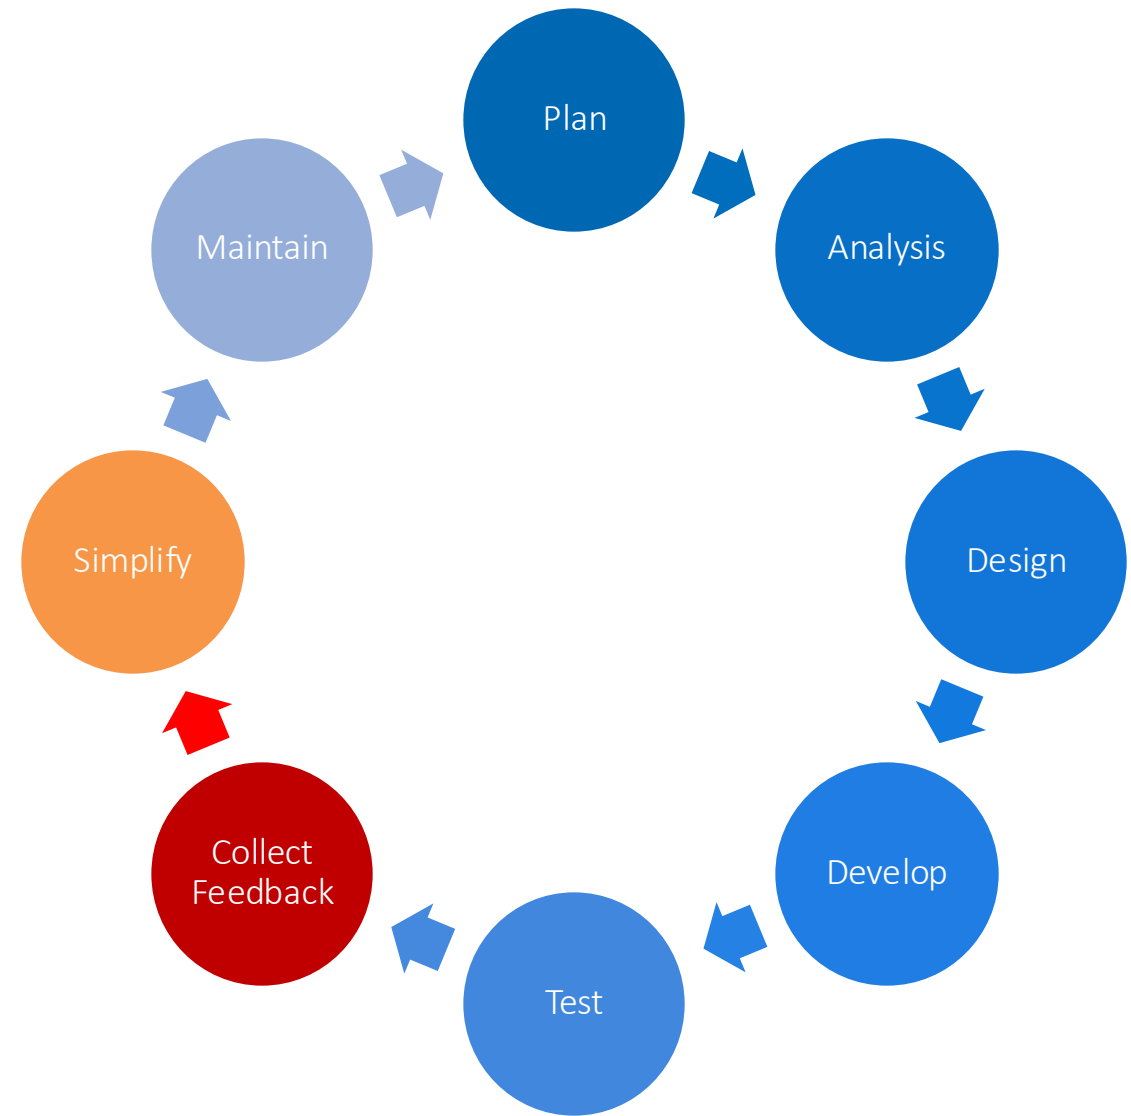 Plan
Analysis
Design
Develop
Test
Collect
Feedback
Simplify
Maintain